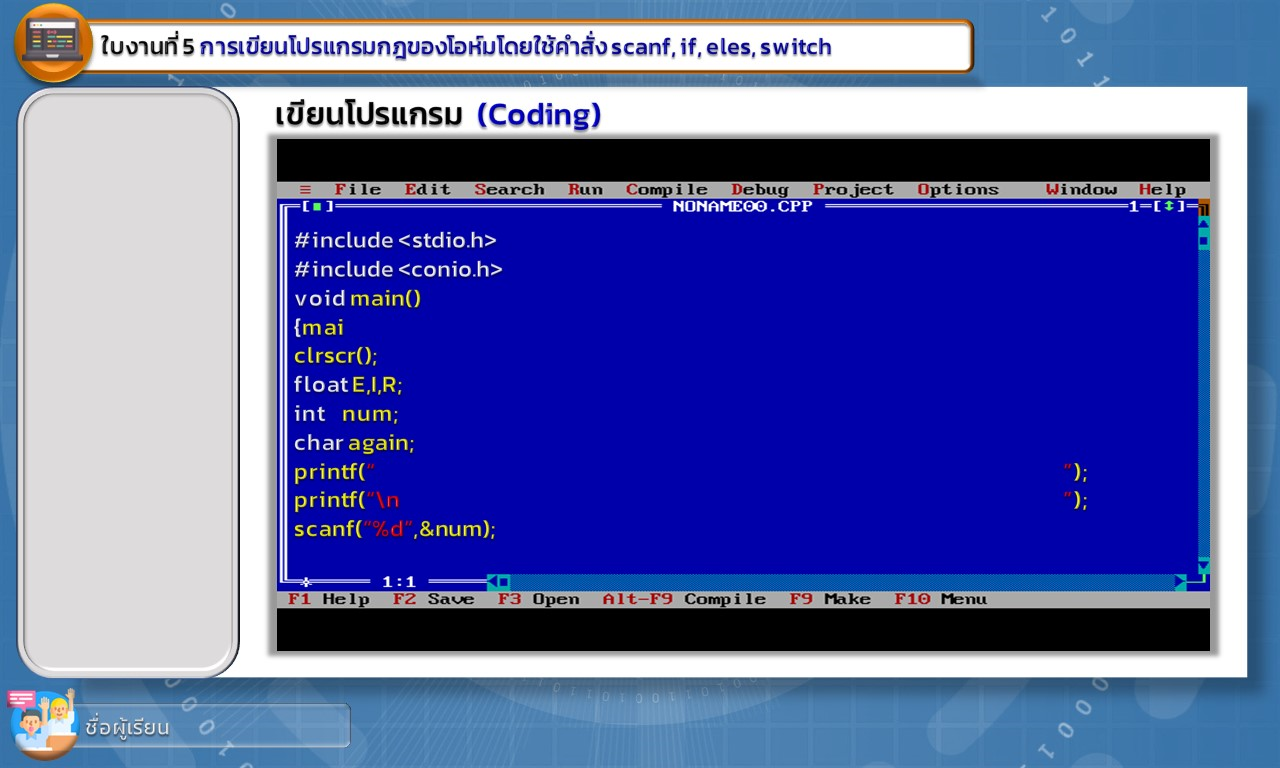 ใบงานที่ 5 การเขียนโปรแกรมกฎของโอห์มโดยใช้คำสั่ง scanf, if, eles, switch
เขียนโปรแกรม (Coding)
≡ File Edit Search Run Compile Debug Project Options Window Help
[■] NONAME00.CPP 1=[↕]
#include <stdio.h>
#include <conio.h>
void main()
{mai
clrscr();
float E,I,R;
int num;
char again;
printf(“ ”);
printf(“\n ”);
scanf(“%d”,&num);
1:1
F1 Help F2 Save F3 Open Alt-F9 Compile F9 Make F10 Menu
ชื่อผู้เรียน